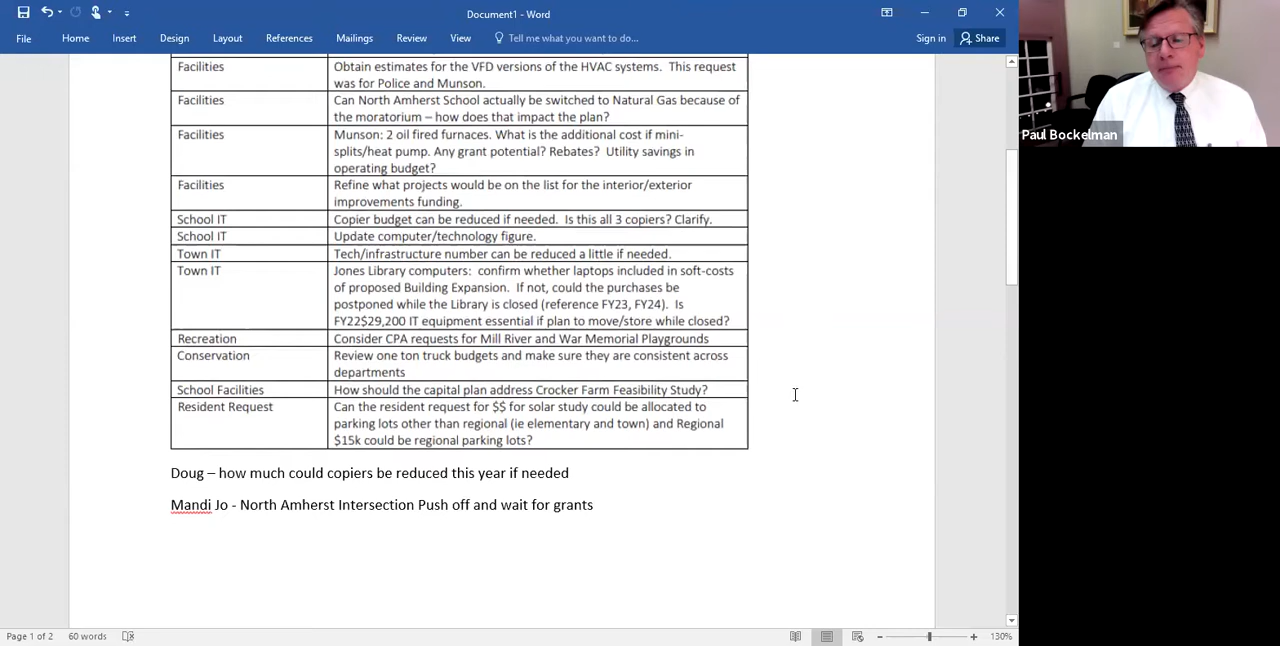 Document1 - Word
File Home Insert Design Layout References Mailings Review View Tell me what you want to do... Sign in Share
Facilities Obtain estimates for the VFD versions of the HVAC systems. This request
was for Police and Munson.
Facilities Can North Amherst School actually be switched to Natural Gas because of
the moratorium – how does that impact the plan?
Facilities Munson: 2 oil fired furnaces. What is the additional cost if mini-
splits/heat pump. Any grant potential? Rebates? Utility savings in
operating budget?
Facilities Refine what projects would be on the list for the interior/exterior
improvements funding.
School IT Copier budget can be reduced if needed. Is this all 3 copiers? Clarify.
School IT Update computer/technology figure.
Town IT Tech/infrastructure number can be reduced a little if needed.
Town IT Jones Library computers: confirm whether laptops included in soft-costs
of proposed Building Expansion. If not, could the purchases be
postponed while the Library is closed (reference FY23, FY24). Is
FY22$29,200 IT equipment essential if plan to move/store while closed?
Recreation Consider CPA requests for Mill River and War Memorial Playgrounds
Conservation Review one ton truck budgets and make sure they are consistent across
departments
School Facilities How should the capital plan address Crocker Farm Feasibility Study?
Resident Request Can the resident request for $$ for solar study could be allocated to
parking lots other than regional (ie elementary and town) and Regional
$15k could be regional parking lots?
Doug – how much could copiers be reduced this year if needed
Mandi Jo - North Amherst Intersection Push off and wait for grants
Page 1 of 2 60 words 130%
Paul Bockelman